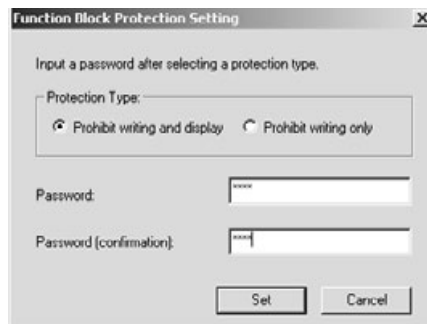 Function Block Protection Setting
Input a password after selecting a protection type.
Protection Type:
Prohibit writing and display Prohibit writing only
Password: ****
Password (confirmation): ****
Set Cancel